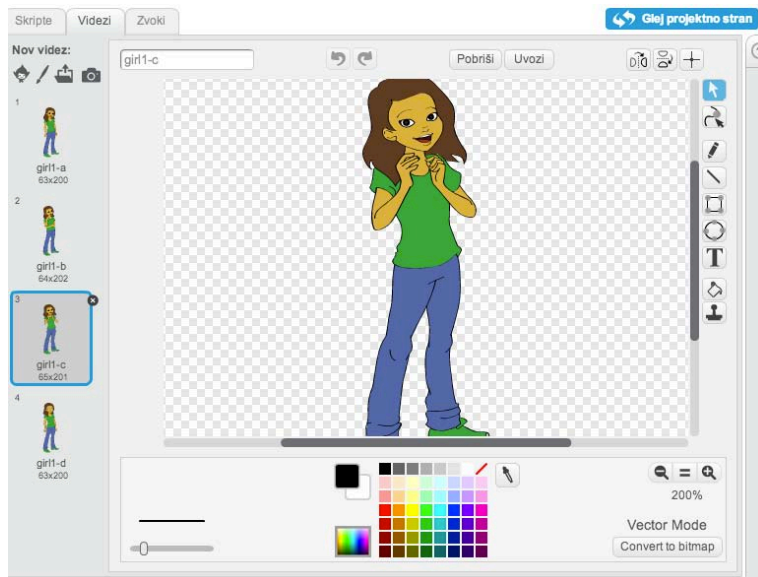 Skripte Videzi Zvoki Glej projektno stran
Nov videz:
girl1-c Pobriši Uvozi
1
girl1-a
63x200
2
girl1-b
64x202
3
girl1-c
65x201
4
girl1-d
63x200
T
200%
Vector Mode
Convert to bitmap